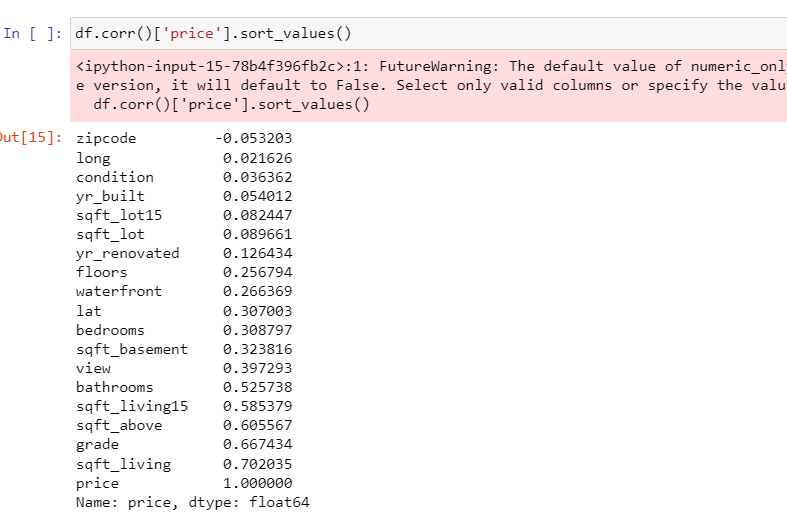 In [ ]: df.corr()['price'].sort_values()
<ipython-input-15-78b4f396fb2c>:1: FutureWarning: The default value of numeric_onl
e version, it will default to False. Select only valid columns or specify the valu
df.corr()['price'].sort_values()
Out[15]: zipcode -0.053203
long 0.021626
condition 0.036362
yr_built 0.054012
sqft_lot15 0.082447
sqft_lot 0.089661
yr_renovated 0.126434
floors 0.256794
waterfront 0.266369
lat 0.307003
bedrooms 0.308797
sqft_basement 0.323816
view 0.397293
bathrooms 0.525738
sqft_living15 0.585379
sqft_above 0.605567
grade 0.667434
sqft_living 0.702035
price 1.000000
Name: price, dtype: float64